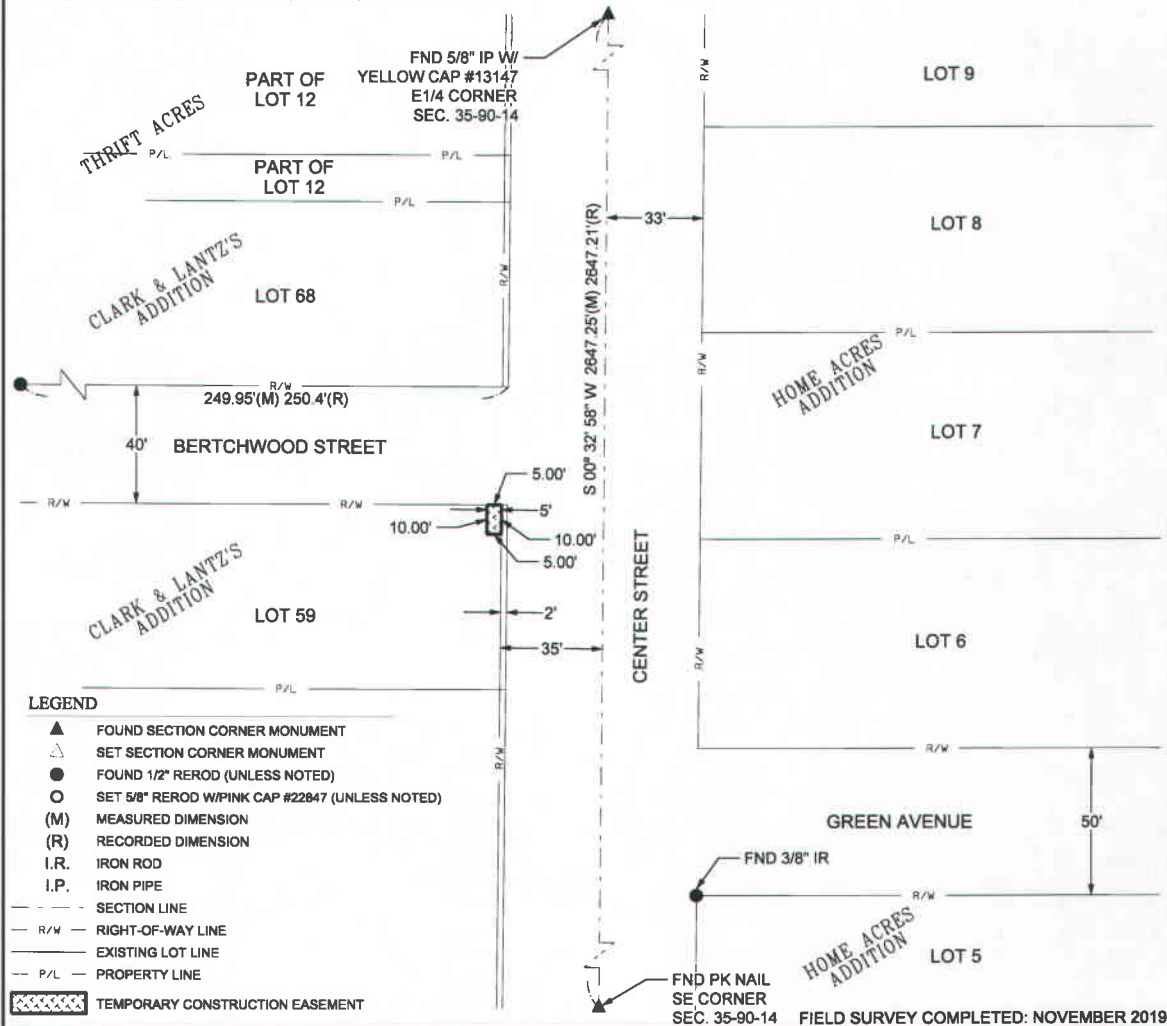 FND 5/8" IP W/
YELLOW CAP #13147
E1/4 CORNER
SEC. 35-90-14
R/W
LOT 9
PART OF
LOT 12
THRIFT ACRES
P/L
P/L
PART OF
LOT 12
P/L
33'
LOT 8
CLARK & LANTZ'S
ADDITION
LOT 68
R/W
S 00° 32' 58" W 2647.25'(M) 2647.21'(R)
P/L
R/W
HOME ACRES
ADDITION
R/W
249.95'(M) 250.4'(R)
40'
BERTCHWOOD STREET
LOT 7
5.00'
R/W
R/W
5'
10.00'
10.00'
5.00'
P/L
CENTER STREET
CLARK & LANTZ'S
ADDITION
LOT 59
2'
35'
LOT 6
R/W
P/L
LEGEND
FOUND SECTION CORNER MONUMENT
SET SECTION CORNER MONUMENT
FOUND 1/2" REROD (UNLESS NOTED)
SET 5/8" REROD W/PINK CAP #22847 (UNLESS NOTED)
(M) MEASURED DIMENSION
(R) RECORDED DIMENSION
I.R. IRON ROD
I.P. IRON PIPE
SECTION LINE
R/W RIGHT-OF-WAY LINE
EXISTING LOT LINE
P/L PROPERTY LINE
TEMPORARY CONSTRUCTION EASEMENT
R/W
R/W
GREEN AVENUE
50'
FND 3/8" IR
R/W
HOME ACRES
ADDITION
LOT 5
FND PK NAIL
SE CORNER
SEC. 35-90-14
FIELD SURVEY COMPLETED: NOVEMBER 2019